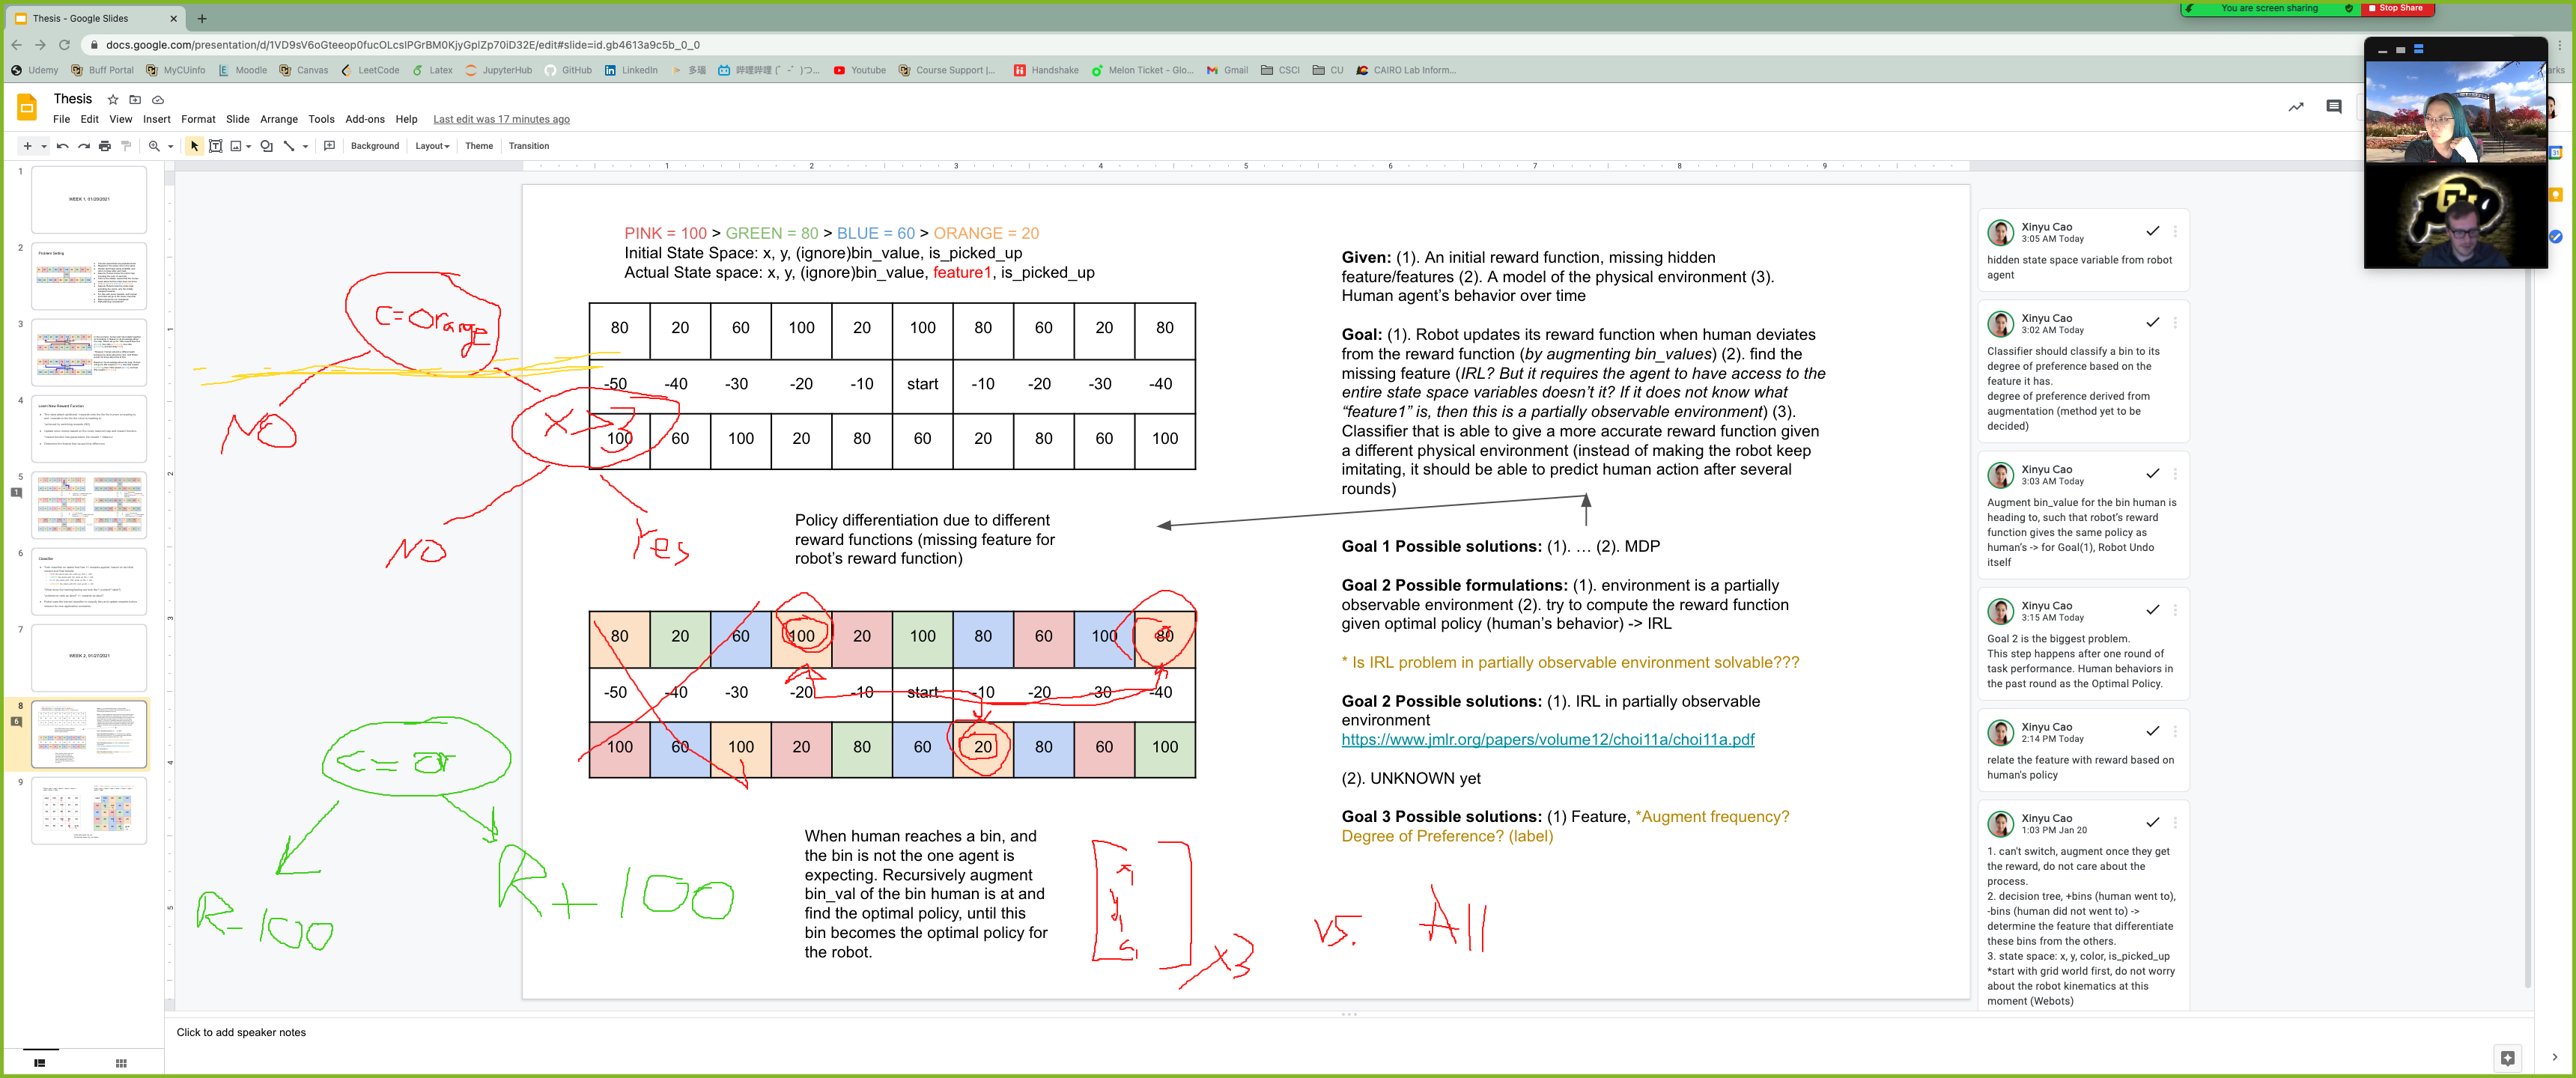 Thesis - Google Slides
You are screen sharing
Stop Share
docs.google.com/presentation/d/1VD9sV6oGteeop0fucOLcsIPGrBM0KjyGplZp70iD32E/edit#slide=id.gb4613a9c5b_0_0
Udemy Buff Portal MyCUinfo Moodle Canvas LeetCode Latex JupyterHub GitHub LinkedIn 多瑙 Youtube Course Support |... Handshake Melon Ticket - Glo... Gmail CSCI CU CAIRO Lab Inform...
Thesis
File Edit View Insert Format Slide Arrange Tools Add-ons Help Last edit was 17 minutes ago
Background Layout Theme Transition
1
WEEK 1, 01/20/2021
2
Problem Setting
3
4
Learn New Reward Function
5
1
6
Classifier
7
WEEK 2, 01/27/2021
8
6
9
PINK = 100 > GREEN = 80 > BLUE = 60 > ORANGE = 20
Initial State Space: x, y, (ignore)bin_value, is_picked_up
Actual State space: x, y, (ignore)bin_value, feature1, is_picked_up
80 20 60 100 20 100 80 60 20 80
-50 -40 -30 -20 -10 start -10 -20 -30 -40
100 60 100 20 80 60 20 80 60 100
C=Orange
NO
X>3
NO
Yes
Policy differentiation due to different
reward functions (missing feature for
robot's reward function)
80 20 60 100 20 100 80 60 100 80
-50 -40 -30 -20 -10 start -10 -20 -30 -40
100 60 100 20 80 60 20 80 60 100
C = or
R-100
R+100
When human reaches a bin, and
the bin is not the one agent is
expecting. Recursively augment
bin_val of the bin human is at and
find the optimal policy, until this
bin becomes the optimal policy for
the robot.
x1
y1
c1
x3
vs. All
Given: (1). An initial reward function, missing hidden
feature/features (2). A model of the physical environment (3).
Human agent's behavior over time
Goal: (1). Robot updates its reward function when human deviates
from the reward function (by augmenting bin_values) (2). find the
missing feature (IRL? But it requires the agent to have access to the
entire state space variables doesn't it? If it does not know what
“feature1” is, then this is a partially observable environment) (3).
Classifier that is able to give a more accurate reward function given
a different physical environment (instead of making the robot keep
imitating, it should be able to predict human action after several
rounds)
Goal 1 Possible solutions: (1). … (2). MDP
Goal 2 Possible formulations: (1). environment is a partially
observable environment (2). try to compute the reward function
given optimal policy (human's behavior) -> IRL
* Is IRL problem in partially observable environment solvable???
Goal 2 Possible solutions: (1). IRL in partially observable
environment
https://www.jmlr.org/papers/volume12/choi11a/choi11a.pdf
(2). UNKNOWN yet
Goal 3 Possible solutions: (1) Feature, *Augment frequency?
Degree of Preference? (label)
Xinyu Cao
3:05 AM Today
hidden state space variable from robot
agent
Xinyu Cao
3:02 AM Today
Classifier should classify a bin to its
degree of preference based on the
feature it has.
degree of preference derived from
augmentation (method yet to be
decided)
Xinyu Cao
3:03 AM Today
Augment bin_value for the bin human is
heading to, such that robot's reward
function gives the same policy as
human's -> for Goal(1), Robot Undo
itself
Xinyu Cao
3:15 AM Today
Goal 2 is the biggest problem.
This step happens after one round of
task performance. Human behaviors in
the past round as the Optimal Policy.
Xinyu Cao
2:14 PM Today
relate the feature with reward based on
human's policy
Xinyu Cao
1:03 PM Jan 20
1. can't switch, augment once they get
the reward, do not care about the
process.
2. decision tree, +bins (human went to),
-bins (human did not went to) ->
determine the feature that differentiate
these bins from the others.
3. state space: x, y, color, is_picked_up
*start with grid world first, do not worry
about the robot kinematics at this
moment (Webots)
Click to add speaker notes